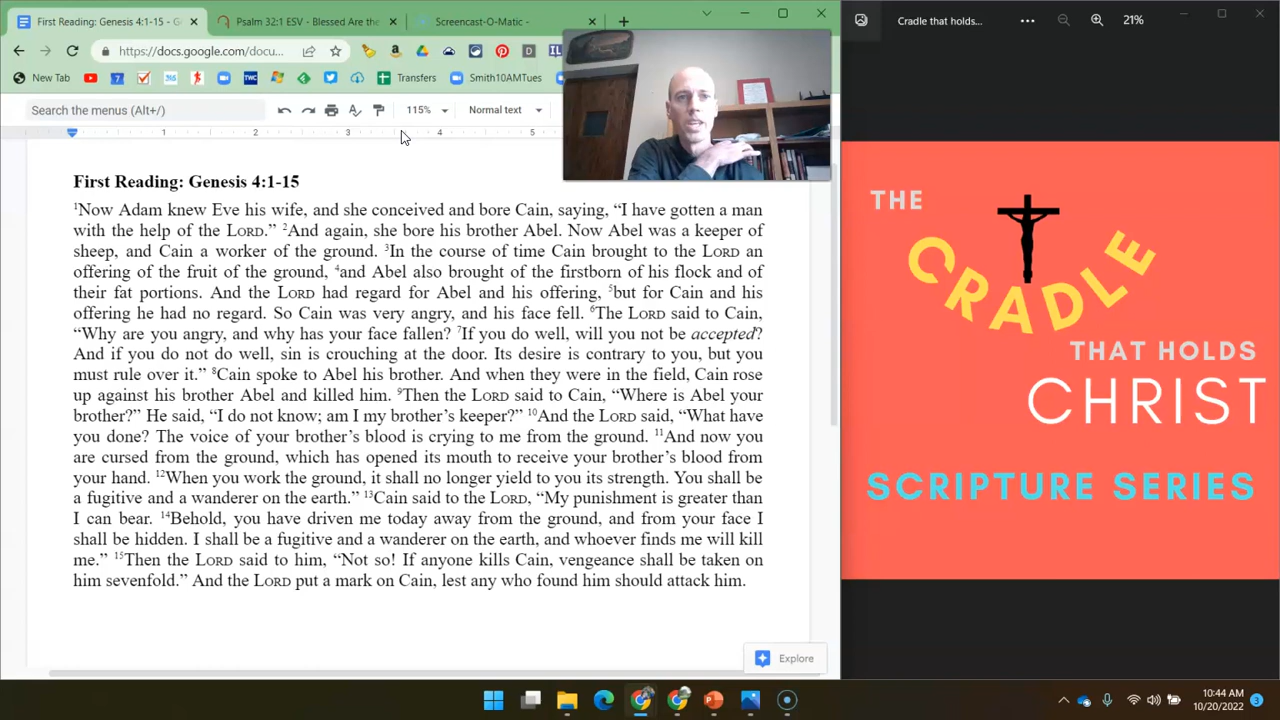 First Reading: Genesis 4:1-15 - G
Psalm 32:1 ESV - Blessed Are the
Screencast-O-Matic -
https://docs.google.com/docu...
New Tab
Transfers
Smith10AMTues
Search the menus (Alt+/)
115%
Normal text
1
2
3
4
5
First Reading: Genesis 4:1-15
1Now Adam knew Eve his wife, and she conceived and bore Cain, saying, “I have gotten a man
with the help of the LORD.” 2And again, she bore his brother Abel. Now Abel was a keeper of
sheep, and Cain a worker of the ground. 3In the course of time Cain brought to the LORD an
offering of the fruit of the ground, 4and Abel also brought of the firstborn of his flock and of
their fat portions. And the LORD had regard for Abel and his offering, 5but for Cain and his
offering he had no regard. So Cain was very angry, and his face fell. 6The LORD said to Cain,
“Why are you angry, and why has your face fallen? 7If you do well, will you not be accepted?
And if you do not do well, sin is crouching at the door. Its desire is contrary to you, but you
must rule over it.” 8Cain spoke to Abel his brother. And when they were in the field, Cain rose
up against his brother Abel and killed him. 9Then the LORD said to Cain, “Where is Abel your
brother?” He said, “I do not know; am I my brother’s keeper?” 10And the LORD said, “What have
you done? The voice of your brother’s blood is crying to me from the ground. 11And now you
are cursed from the ground, which has opened its mouth to receive your brother’s blood from
your hand. 12When you work the ground, it shall no longer yield to you its strength. You shall be
a fugitive and a wanderer on the earth.” 13Cain said to the LORD, “My punishment is greater than
I can bear. 14Behold, you have driven me today away from the ground, and from your face I
shall be hidden. I shall be a fugitive and a wanderer on the earth, and whoever finds me will kill
me.” 15Then the LORD said to him, “Not so! If anyone kills Cain, vengeance shall be taken on
him sevenfold.” And the LORD put a mark on Cain, lest any who found him should attack him.
Explore
Cradle that holds...
21%
THE
CRADLE
THAT HOLDS
CHRIST
SCRIPTURE SERIES
10:44 AM
10/20/2022
3